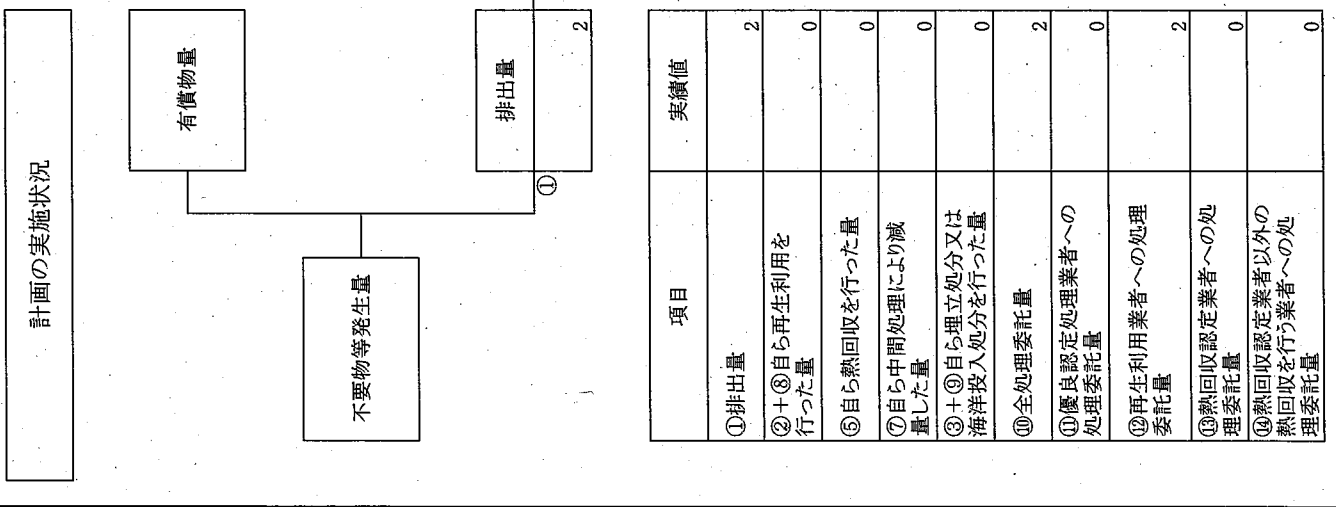 計画の実施状況
有償物量
不要物等発生量
①
排出量
2
項目
実績値
①排出量
2
②+⑧自ら再生利用を
行った量
0
⑤自ら熱回収を行った量
0
⑦自ら中間処理により減
量した量
0
③+⑨自ら埋立処分又は
海洋投入処分を行った量
0
⑩全処理委託量
2
⑪優良認定処理業者への
処理委託量
0
⑫再生利用業者への処理
委託量
2
⑬熱回収認定業者への処
理委託量
0
⑭熱回収認定業者以外の
熱回収を行う業者への処
理委託量
0